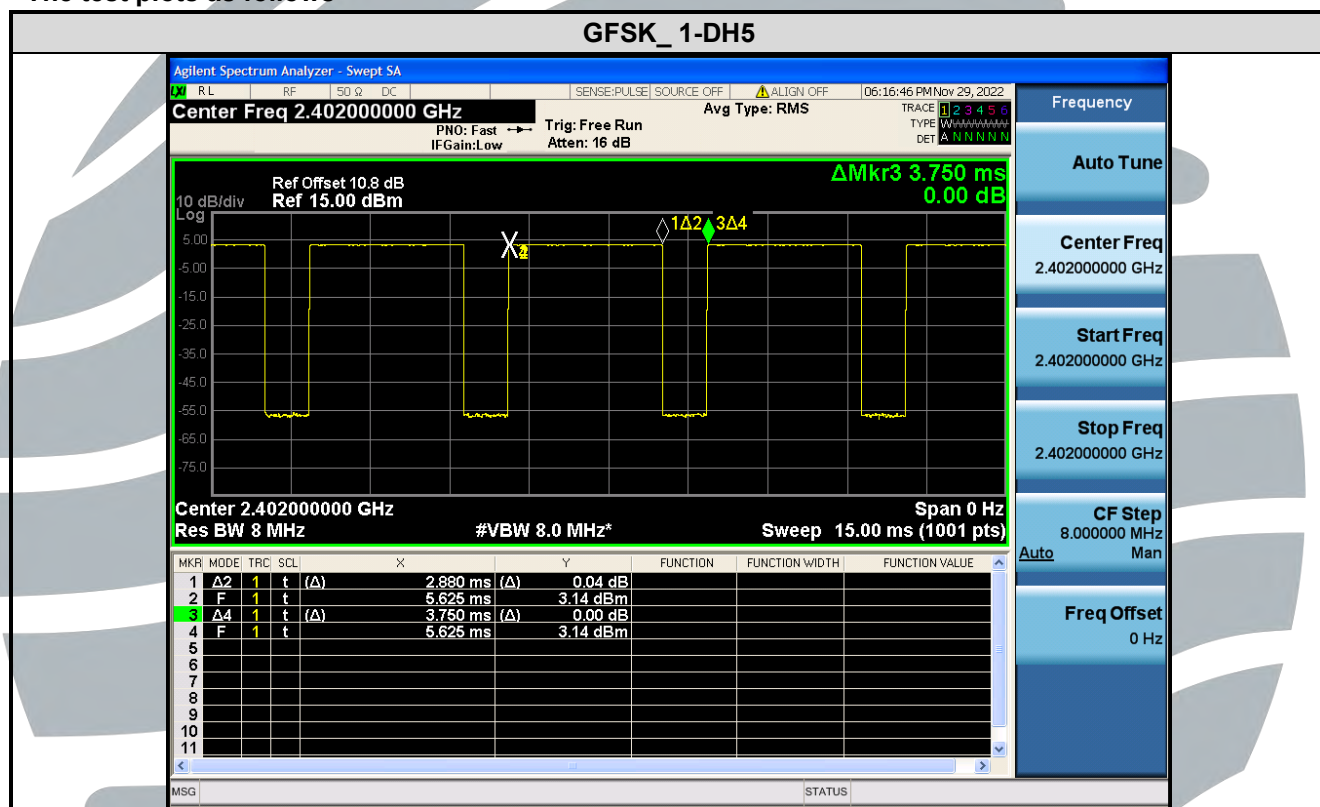 The test plots as follows
GFSK_ 1-DH5
Agilent Spectrum Analyzer - Swept SA
LXI RL RF 50 Ω DC SENSE:PULSE SOURCE OFF ALIGN OFF 06:16:46 PM Nov 29, 2022
Center Freq 2.402000000 GHz
PNO: Fast
IFGain:Low
Trig: Free Run
Atten: 16 dB
Avg Type: RMS
TRACE 1 2 3 4 5 6
TYPE WWWWWW
DET A N N N N N
ΔMkr3 3.750 ms
0.00 dB
Ref Offset 10.8 dB
10 dB/div Ref 15.00 dBm
Log
5.00
-5.00
-15.0
-25.0
-35.0
-45.0
-55.0
-65.0
-75.0
1Δ2 3Δ4
Center 2.402000000 GHz Span 0 Hz
Res BW 8 MHz #VBW 8.0 MHz* Sweep 15.00 ms (1001 pts)
MKR MODE TRC SCL X Y FUNCTION FUNCTION WIDTH FUNCTION VALUE
1 Δ2 1 t (Δ) 2.880 ms (Δ) 0.04 dB
2 F 1 t 5.625 ms 3.14 dBm
3 Δ4 1 t (Δ) 3.750 ms (Δ) 0.00 dB
4 F 1 t 5.625 ms 3.14 dBm
5
6
7
8
9
10
11
MSG STATUS
Frequency
Auto Tune
Center Freq
2.402000000 GHz
Start Freq
2.402000000 GHz
Stop Freq
2.402000000 GHz
CF Step
8.000000 MHz
Auto Man
Freq Offset
0 Hz